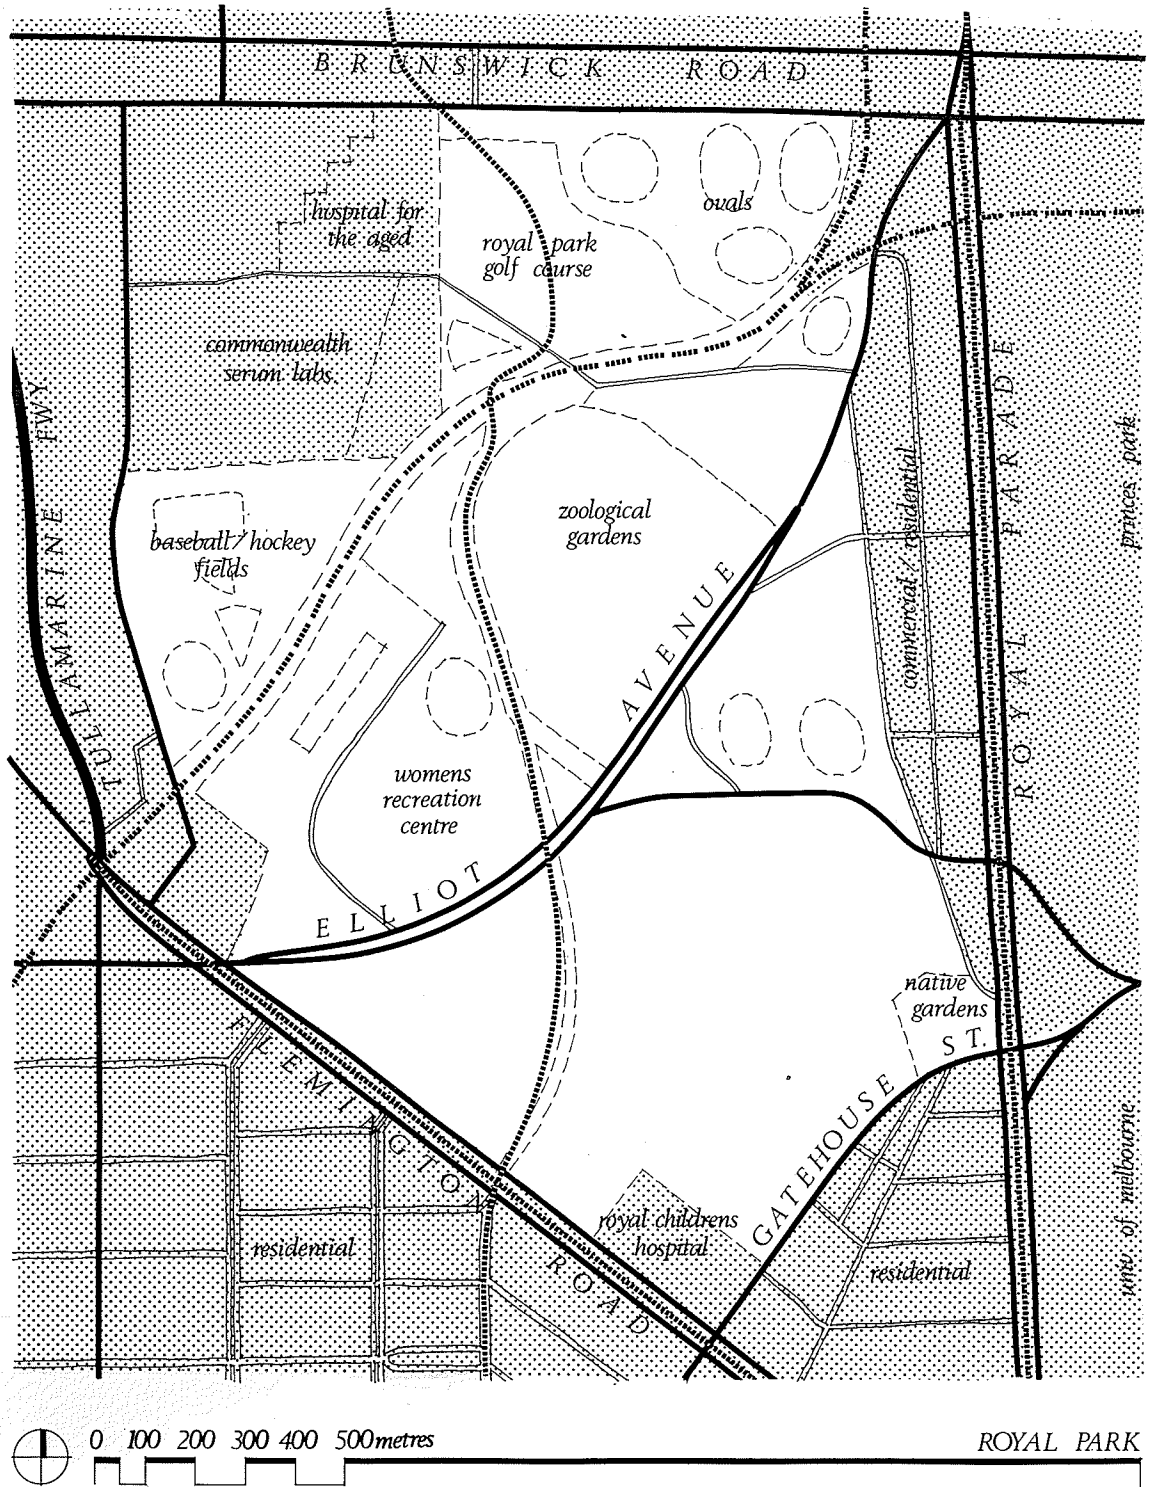 BRUNSWICK ROAD
hospital for
the aged
royal park
golf course
ovals
commonwealth
serum labs.
TULLAMARINE FWY
baseball / hockey
fields
zoological
gardens
commercial / residential
ROYAL PARADE
princes park
ELLIOT AVENUE
womens
recreation
centre
native
gardens
GATEHOUSE ST.
FLEMINGTON ROAD
royal childrens
hospital
residential
residential
univ of melbourne
0 100 200 300 400 500 metres
ROYAL PARK